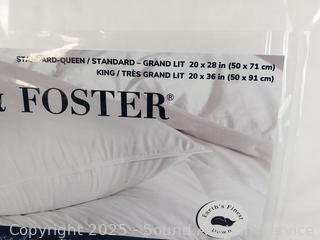 STANDARD-QUEEN / STANDARD – GRAND LIT 20 x 28 in (50 x 71 cm)
KING / TRÈS GRAND LIT 20 x 36 in (50 x 91 cm)
& FOSTER®
Earth's Finest
Down
Copyright 2025 - Sound Auction Service